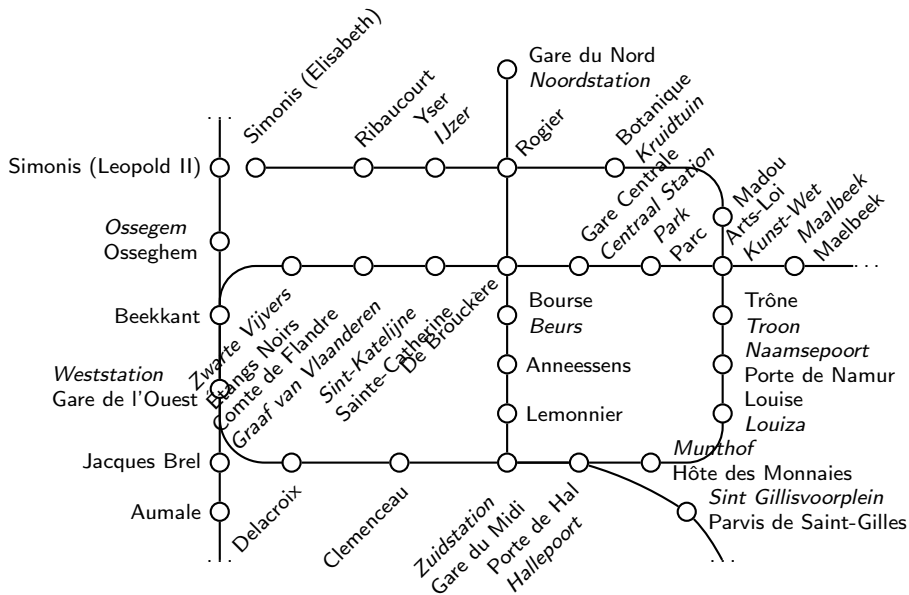 Simonis (Elisabeth)
Ribaucourt
Yser
IJzer
Gare du Nord
Noordstation
Rogier
Botanique
Kruidtuin
Simonis (Leopold II)
Gare Centrale
Centraal Station
Park
Parc
Madou
Arts-Loi
Kunst-Wet
Maalbeek
Maelbeek
Ossegem
Osseghem
Beekkant
Zwarte Vijvers
Étangs Noirs
Comte de Flandre
Graaf van Vlaanderen
Sint-Katelijne
Sainte-Catherine
De Brouckère
Bourse
Beurs
Trône
Troon
Anneessens
Naamsepoort
Porte de Namur
Weststation
Gare de l'Ouest
Lemonnier
Louise
Louiza
Jacques Brel
Munthof
Hôte des Monnaies
Aumale
Delacroix
Clemenceau
Zuidstation
Gare du Midi
Porte de Hal
Hallepoort
Sint Gillisvoorplein
Parvis de Saint-Gilles